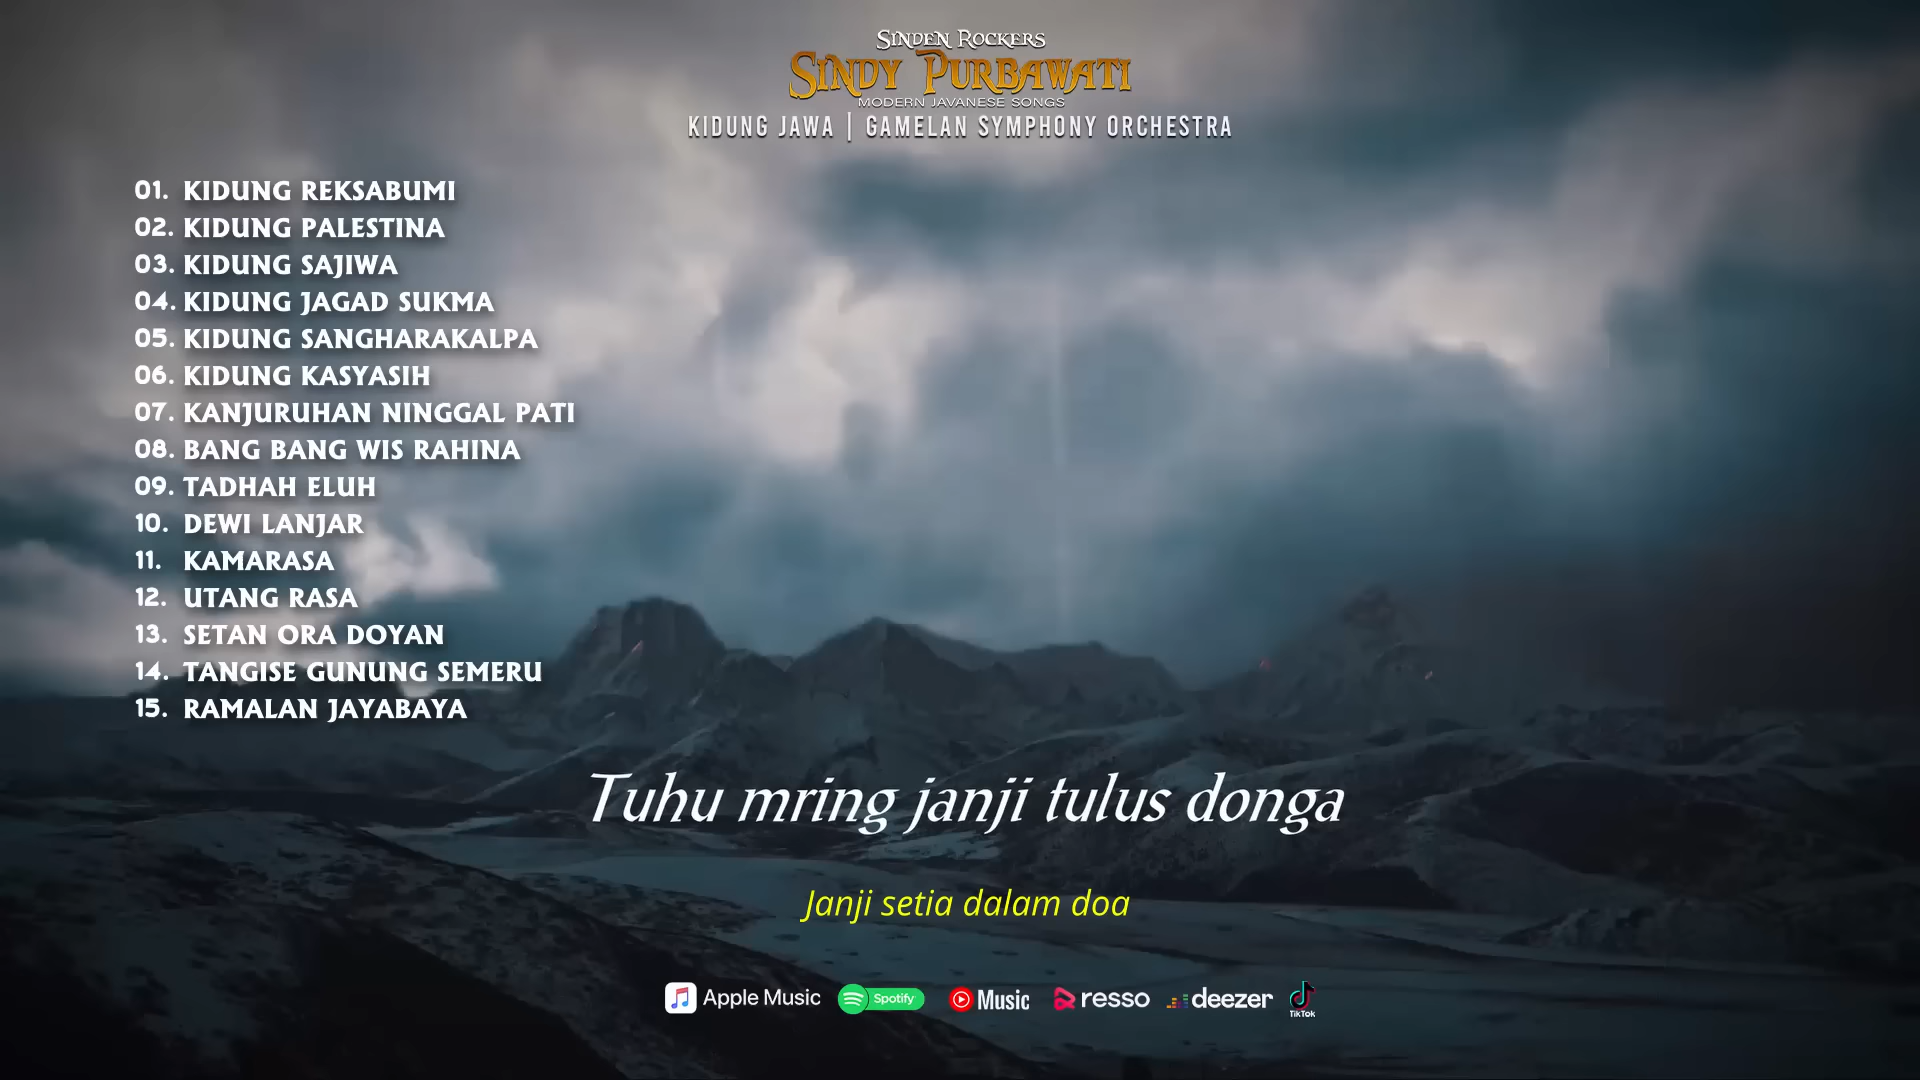 SINDEN ROCKERS
SINDY PURBAWATI
MODERN JAVANESE SONGS
KIDUNG JAWA | GAMELAN SYMPHONY ORCHESTRA
01. KIDUNG REKSABUMI
02. KIDUNG PALESTINA
03. KIDUNG SAJIWA
04. KIDUNG JAGAD SUKMA
05. KIDUNG SANGHARAKALPA
06. KIDUNG KASYASIH
07. KANJURUHAN NINGGAL PATI
08. BANG BANG WIS RAHINA
09. TADHAH ELUH
10. DEWI LANJAR
11. KAMARASA
12. UTANG RASA
13. SETAN ORA DOYAN
14. TANGISE GUNUNG SEMERU
15. RAMALAN JAYABAYA
Tuhu mring janji tulus donga
Janji setia dalam doa
Apple Music Spotify Music resso deezer TikTok